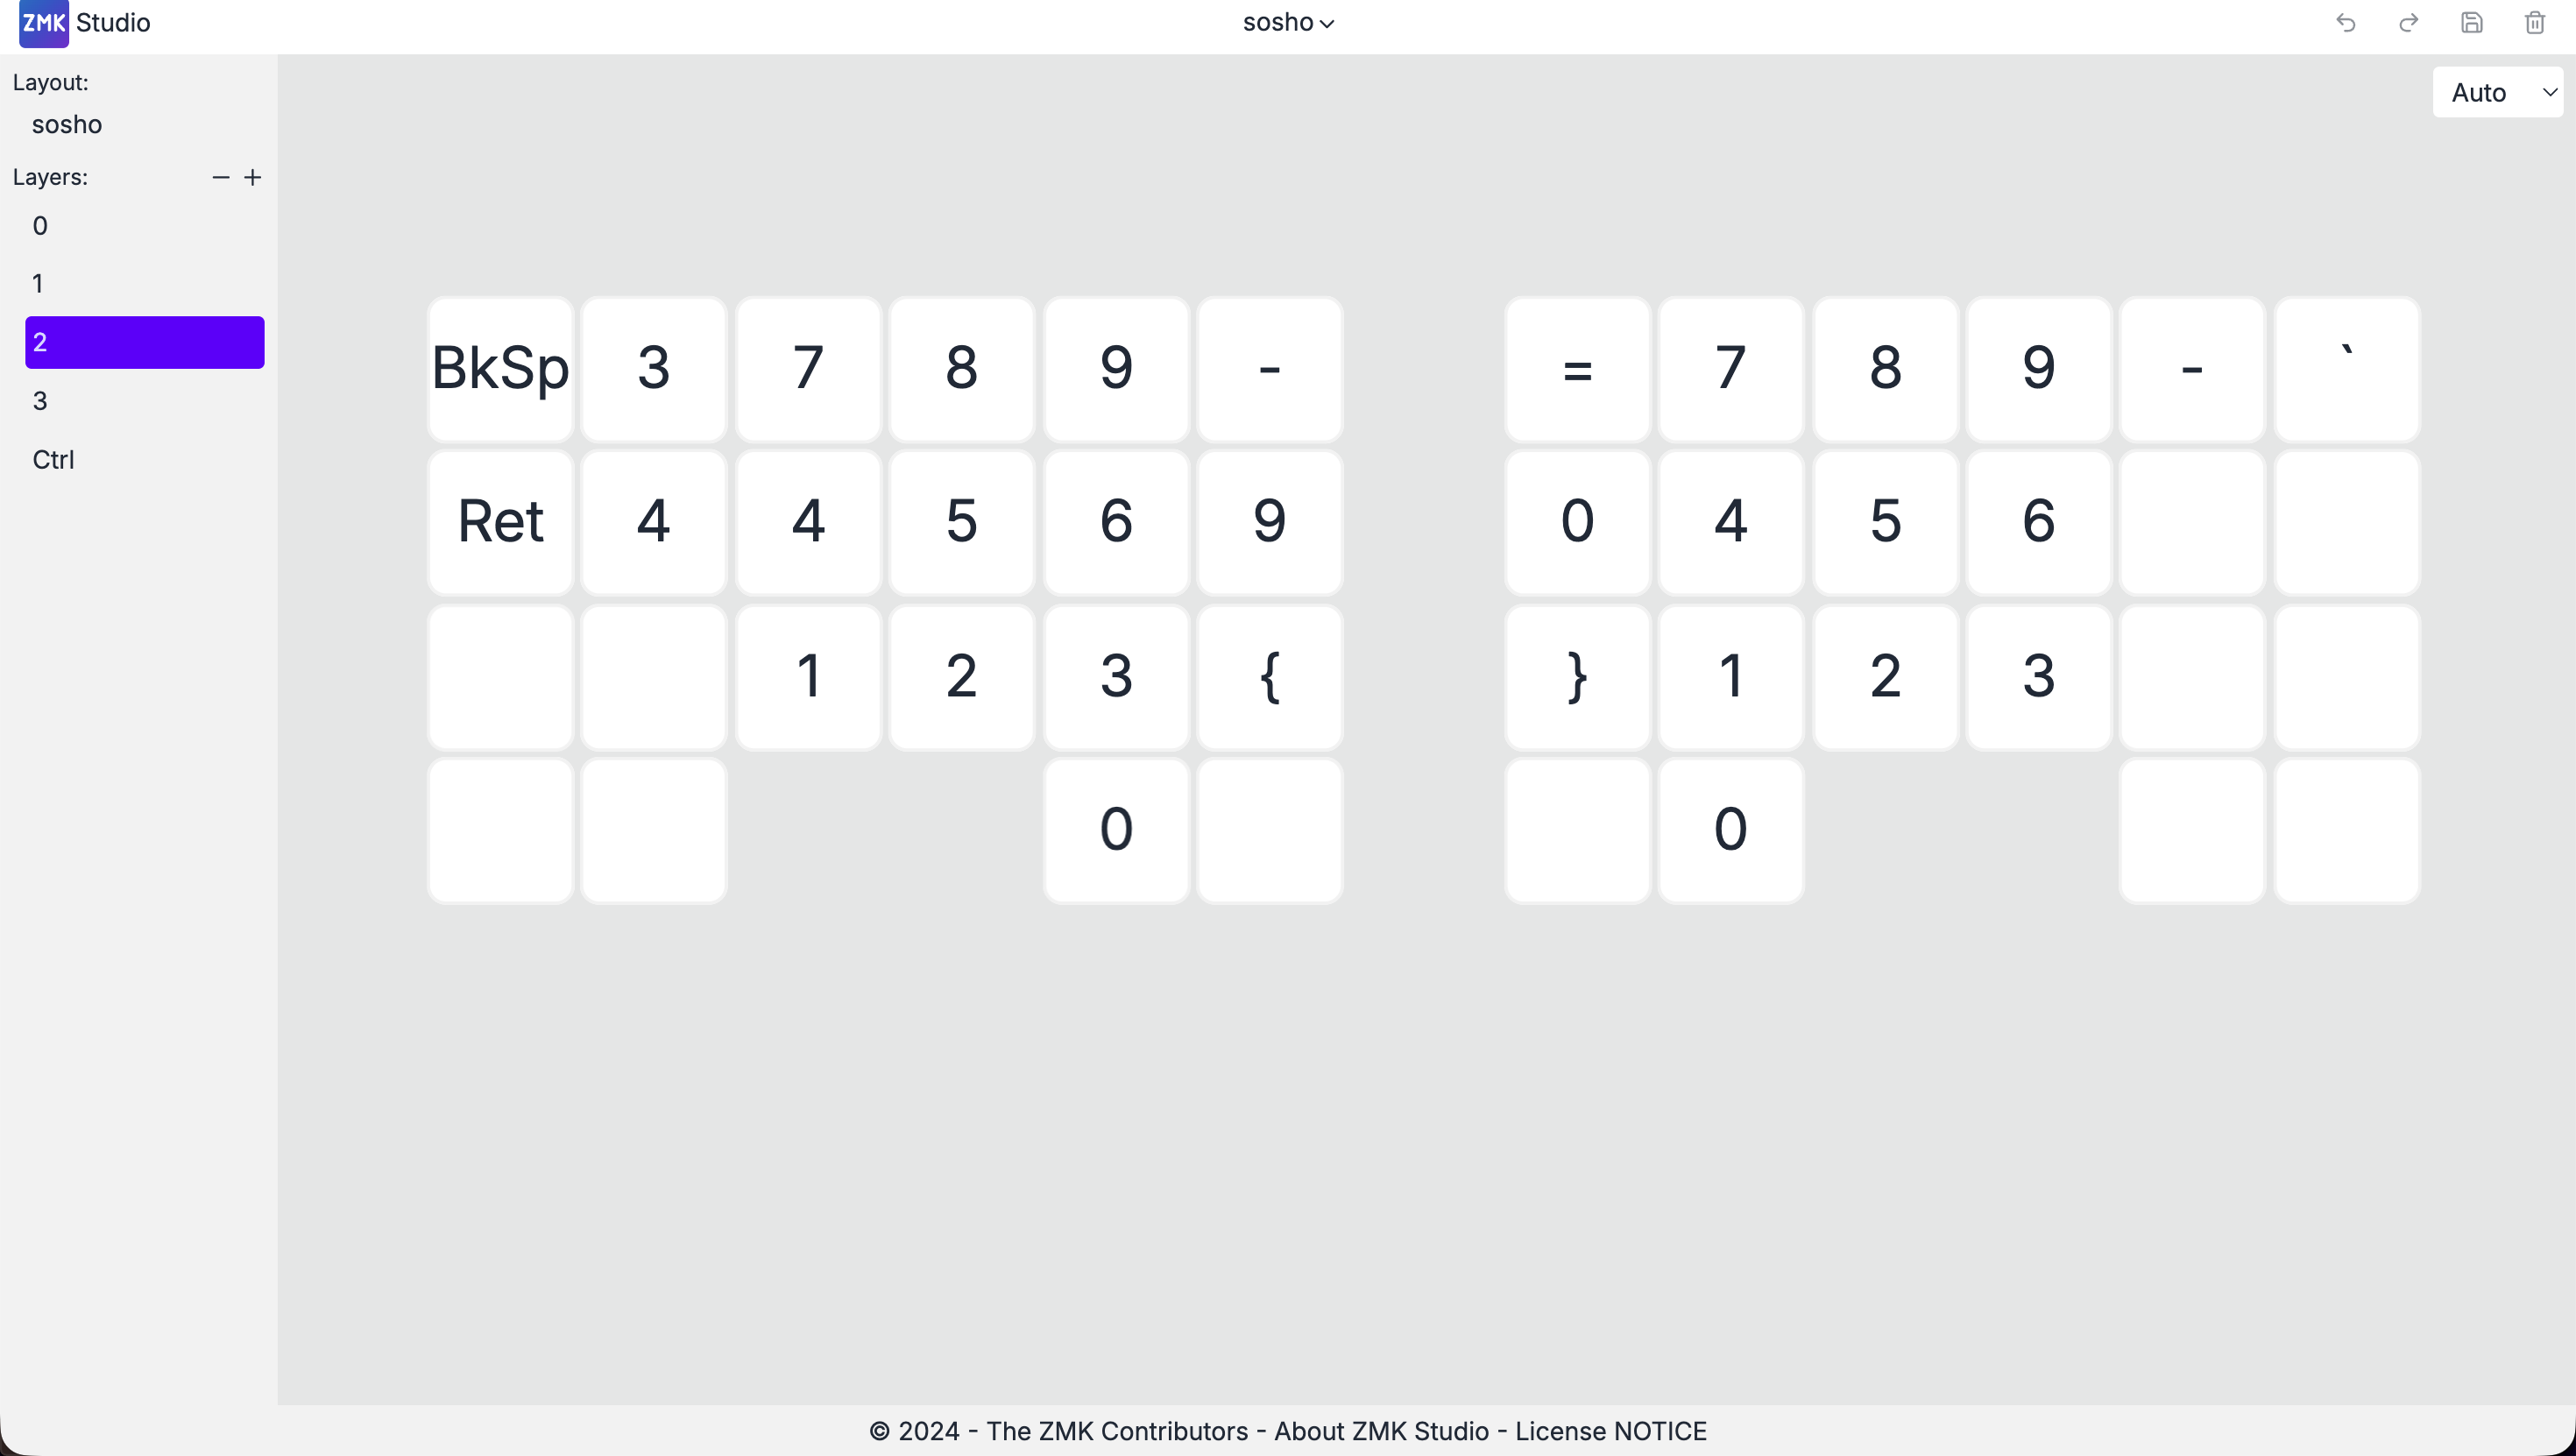 ZMK Studio
sosho
Layout:
sosho
Auto
Layers:
0
1
2
3
Ctrl
BkSp 3 7 8 9 - = 7 8 9 - `
Ret 4 4 5 6 9 0 4 5 6
1 2 3 { } 1 2 3
0 0
© 2024 - The ZMK Contributors - About ZMK Studio - License NOTICE